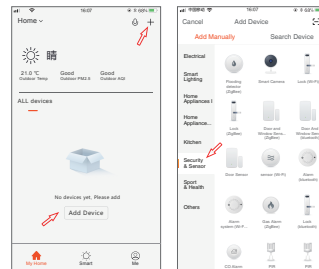 16:07
68%
Home
晴
21.0 °C Good Good
Outdoor Temp Outdoor PM2.5 Outdoor AQI
ALL devices
No devices yet, Please add
Add Device
My Home Smart Me
16:07
68%
Cancel Add Device
Add Manually Search Device
Electrical
Smart Lighting
Home Appliances I
Home Appliance...
Kitchen
Security & Sensor
Sport & Health
Others
Flooding detector (ZigBee)
Smart Camera
Lock (Wi-Fi)
Lock (ZigBee)
Door and Window Sens... (ZigBee)
Door And Window Sen... (bluetooth)
Door Sensor
sensor (Wi-Fi)
Alarm (bluetooth)
Alarm system (Wi-F...
Gas Alarm (ZigBee)
Lock (bluetooth)
CO Alarm
PIR
PIR